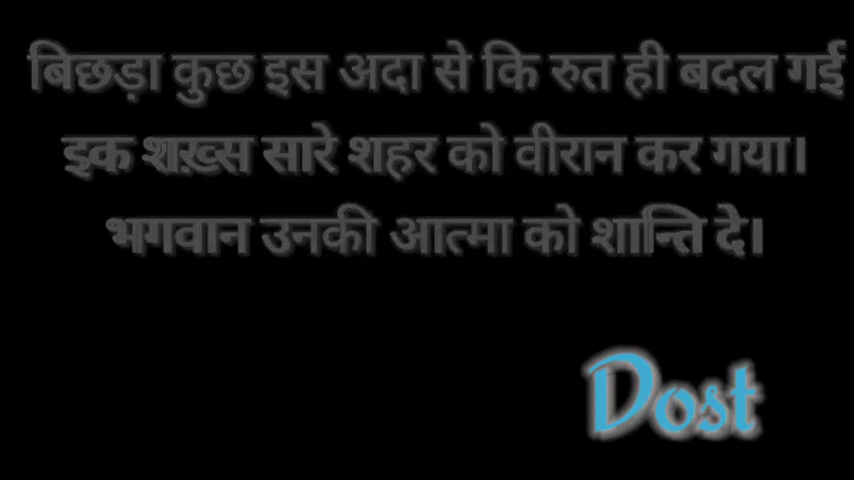 बिछड़ा कुछ इस अदा से कि रुत ही बदल गई
इक शख़्स सारे शहर को वीरान कर गया।
भगवान उनकी आत्मा को शान्ति दे।
Dost